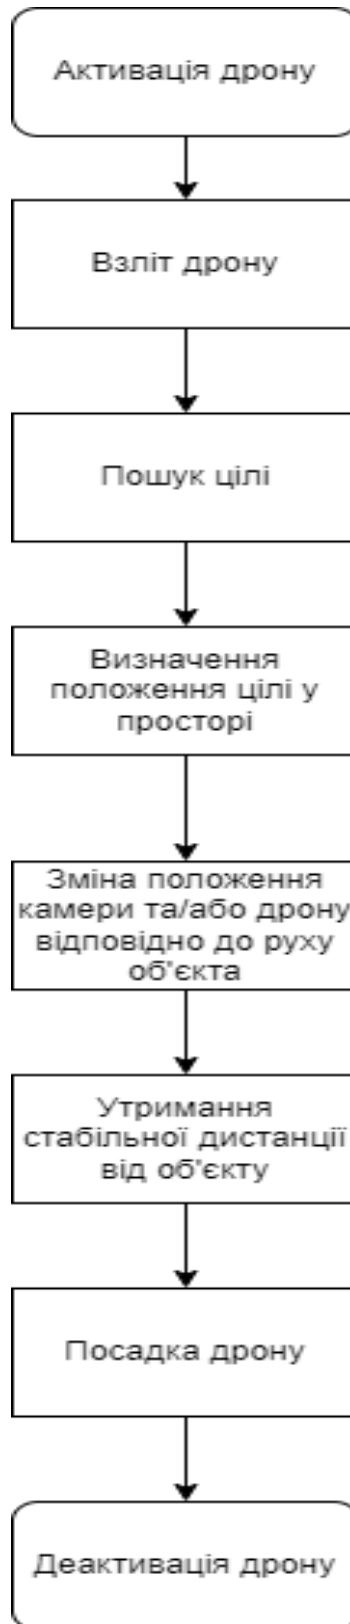 Активація дрону
Взліт дрону
Пошук цілі
Визначення
положення цілі у
просторі
Зміна положення
камери та/або дрону
відповідно до руху
об'єкта
Утримання
стабільної дистанції
від об'єкту
Посадка дрону
Деактивація дрону